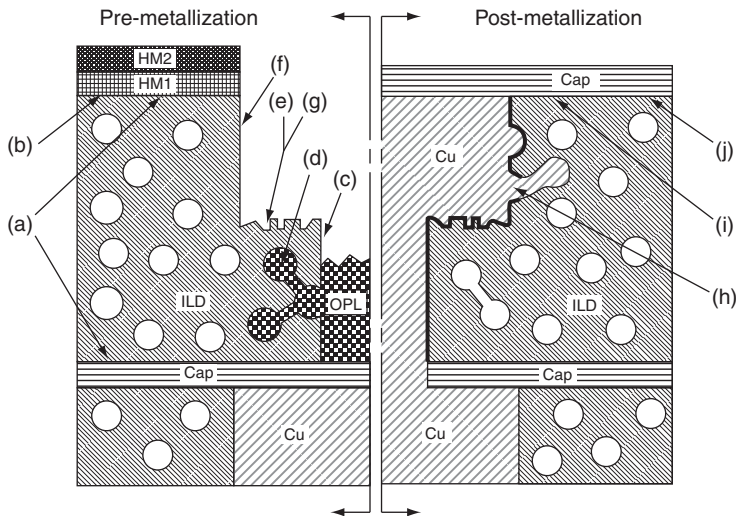 Pre-metallization
Post-metallization
HM2
HM1
(f)
Cap
(b)
(e)
(g)
(j)
(d)
Cu
(c)
(a)
(i)
(h)
ILD
OPL
ILD
Cap
Cap
Cu
Cu